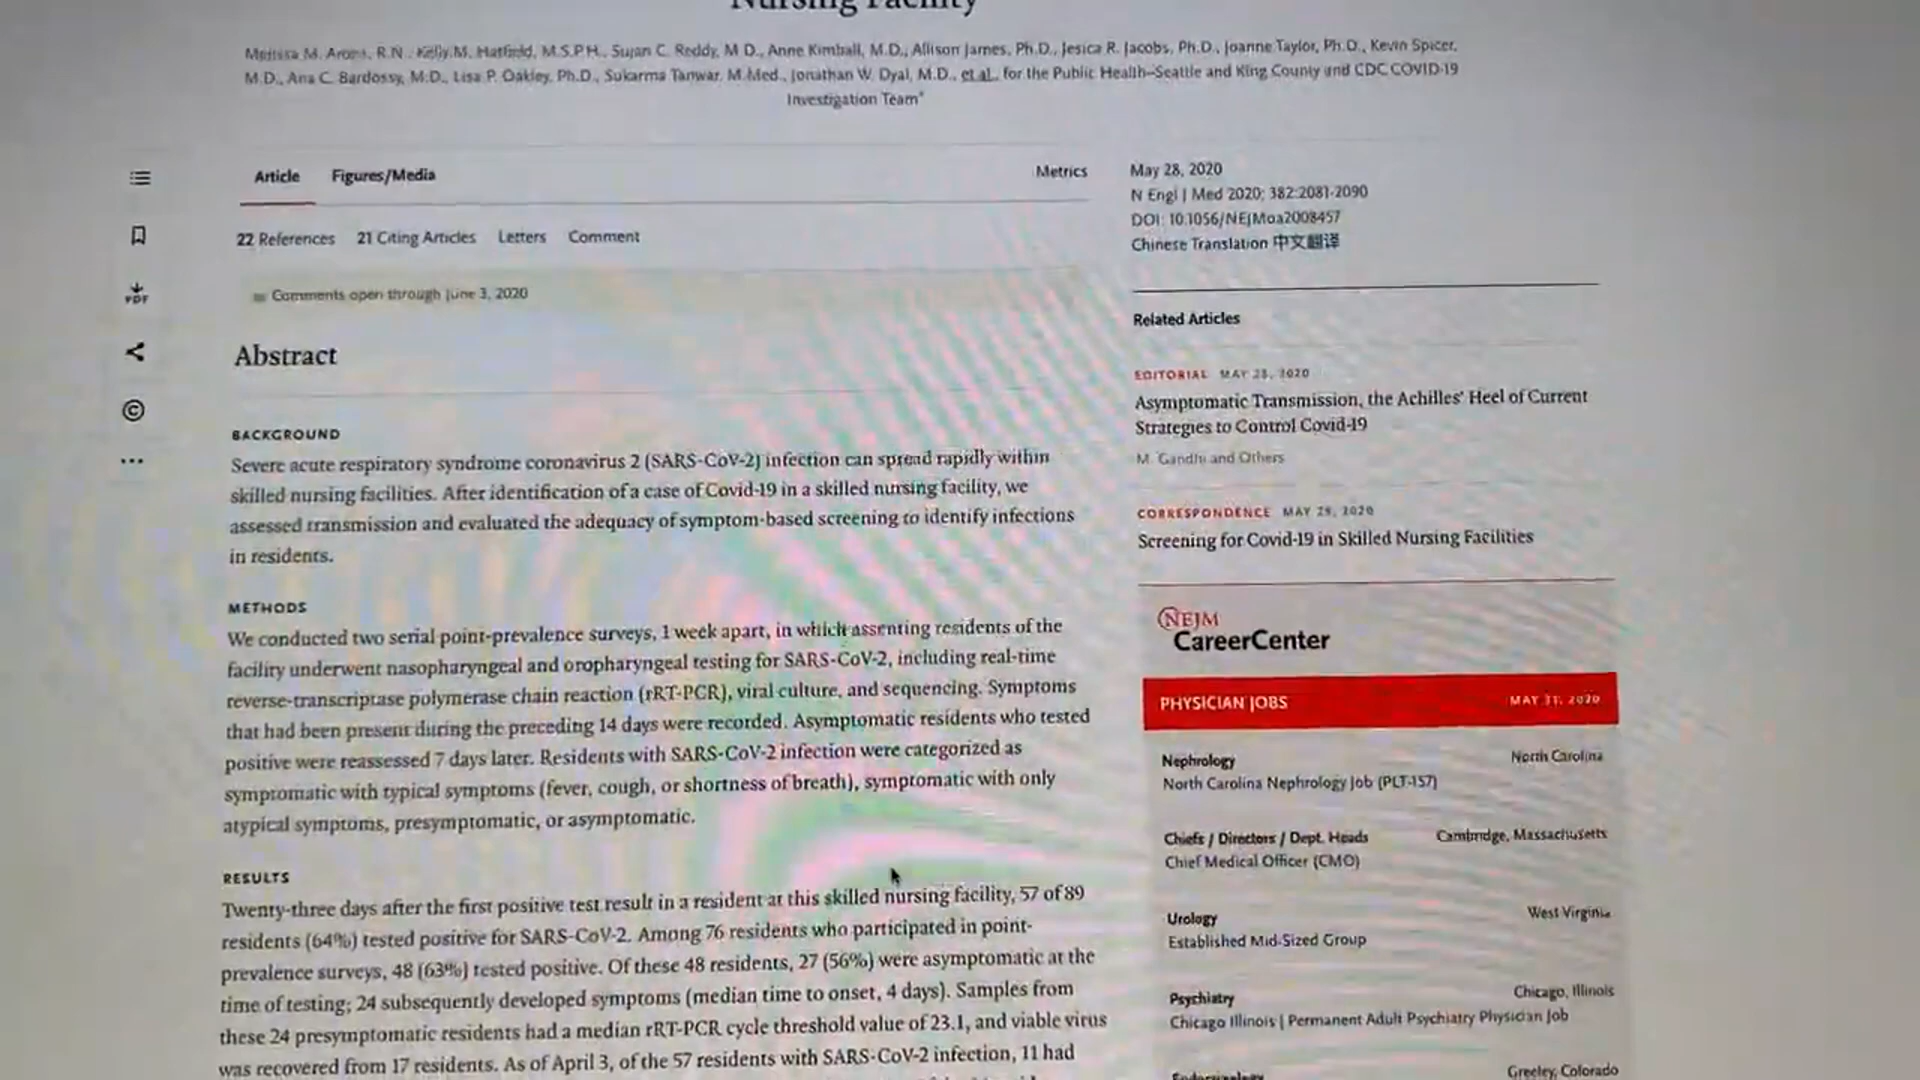 Nursing Facility
Melissa M. Arons, R.N., Kelly M. Hatfield, M.S.P.H., Sujan C. Reddy, M.D., Anne Kimball, M.D., Allison James, Ph.D., Jesica R. Jacobs, Ph.D., Joanne Taylor, Ph.D., Kevin Spicer,
M.D., Ana C. Bardossy, M.D., Lisa P. Oakley, Ph.D., Sukarma Tanwar, M.Med., Jonathan W. Dyal, M.D., et al., for the Public Health–Seattle and King County and CDC COVID-19
Investigation Team*
Article Figures/Media Metrics
22 References 21 Citing Articles Letters Comment
Comments open through June 3, 2020
PDF
Abstract
BACKGROUND
Severe acute respiratory syndrome coronavirus 2 (SARS-CoV-2) infection can spread rapidly within
skilled nursing facilities. After identification of a case of Covid-19 in a skilled nursing facility, we
assessed transmission and evaluated the adequacy of symptom-based screening to identify infections
in residents.
METHODS
We conducted two serial point-prevalence surveys, 1 week apart, in which assenting residents of the
facility underwent nasopharyngeal and oropharyngeal testing for SARS-CoV-2, including real-time
reverse-transcriptase polymerase chain reaction (rRT-PCR), viral culture, and sequencing. Symptoms
that had been present during the preceding 14 days were recorded. Asymptomatic residents who tested
positive were reassessed 7 days later. Residents with SARS-CoV-2 infection were categorized as
symptomatic with typical symptoms (fever, cough, or shortness of breath), symptomatic with only
atypical symptoms, presymptomatic, or asymptomatic.
RESULTS
Twenty-three days after the first positive test result in a resident at this skilled nursing facility, 57 of 89
residents (64%) tested positive for SARS-CoV-2. Among 76 residents who participated in point-
prevalence surveys, 48 (63%) tested positive. Of these 48 residents, 27 (56%) were asymptomatic at the
time of testing; 24 subsequently developed symptoms (median time to onset, 4 days). Samples from
these 24 presymptomatic residents had a median rRT-PCR cycle threshold value of 23.1, and viable virus
was recovered from 17 residents. As of April 3, of the 57 residents with SARS-CoV-2 infection, 11 had
May 28, 2020
N Engl J Med 2020; 382:2081-2090
DOI: 10.1056/NEJMoa2008457
Chinese Translation 中文翻译
Related Articles
EDITORIAL MAY 28, 2020
Asymptomatic Transmission, the Achilles' Heel of Current
Strategies to Control Covid-19
M. Gandhi and Others
CORRESPONDENCE MAY 29, 2020
Screening for Covid-19 in Skilled Nursing Facilities
NEJM
CareerCenter
PHYSICIAN JOBS MAY 31, 2020
Nephrology North Carolina
North Carolina Nephrology Job (PLT-157)
Chiefs / Directors / Dept. Heads Cambridge, Massachusetts
Chief Medical Officer (CMO)
Urology West Virginia
Established Mid-Sized Group
Psychiatry Chicago, Illinois
Chicago Illinois | Permanent Adult Psychiatry Physician Job
Endocrinology Greeley, Colorado